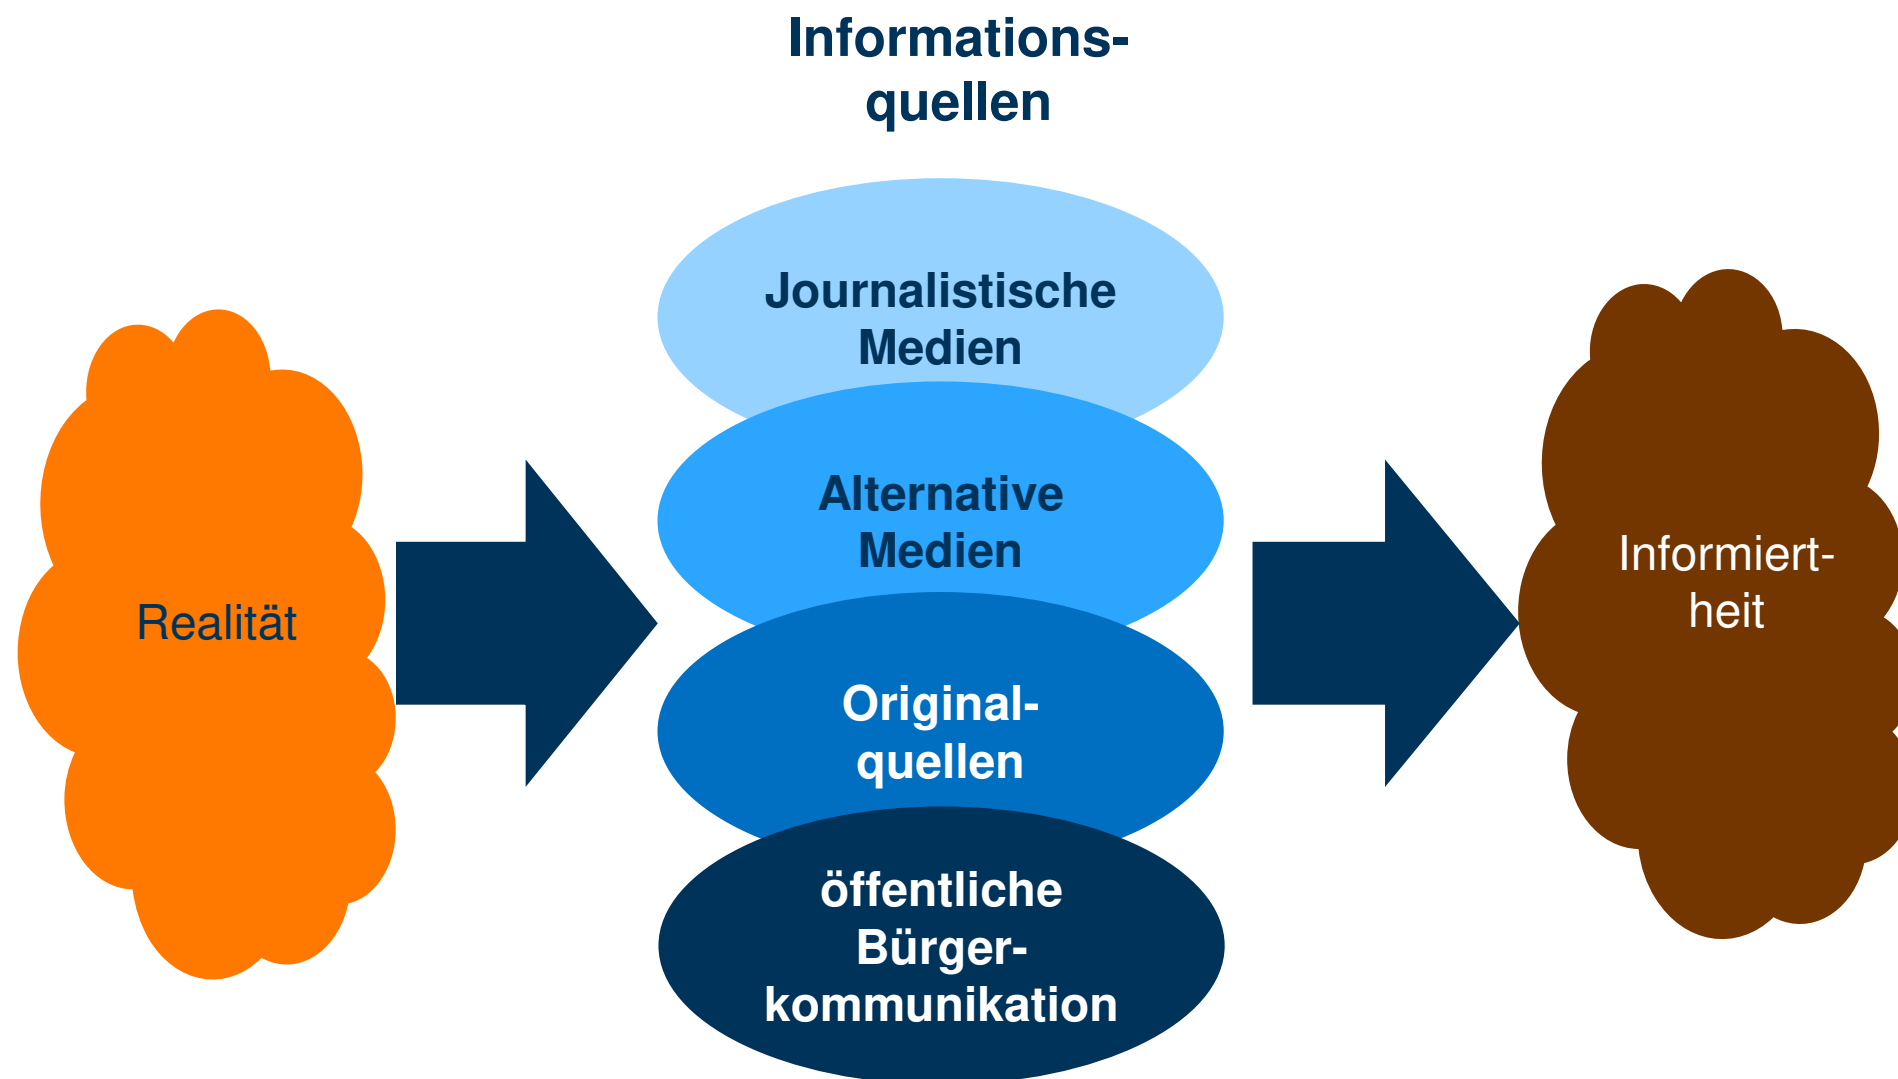 Informations-
quellen
Journalistische
Medien
Alternative
Medien
Realität
Informiert-
heit
Original-
quellen
öffentliche
Bürger-
kommunikation